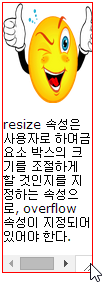 resize 속성은
사용자로 하며금
요소 박스의 크
기를 조절하게
할 것인지를 지
정하는 속성으
로, overflow
속성이 지정되어
있어야 한다.